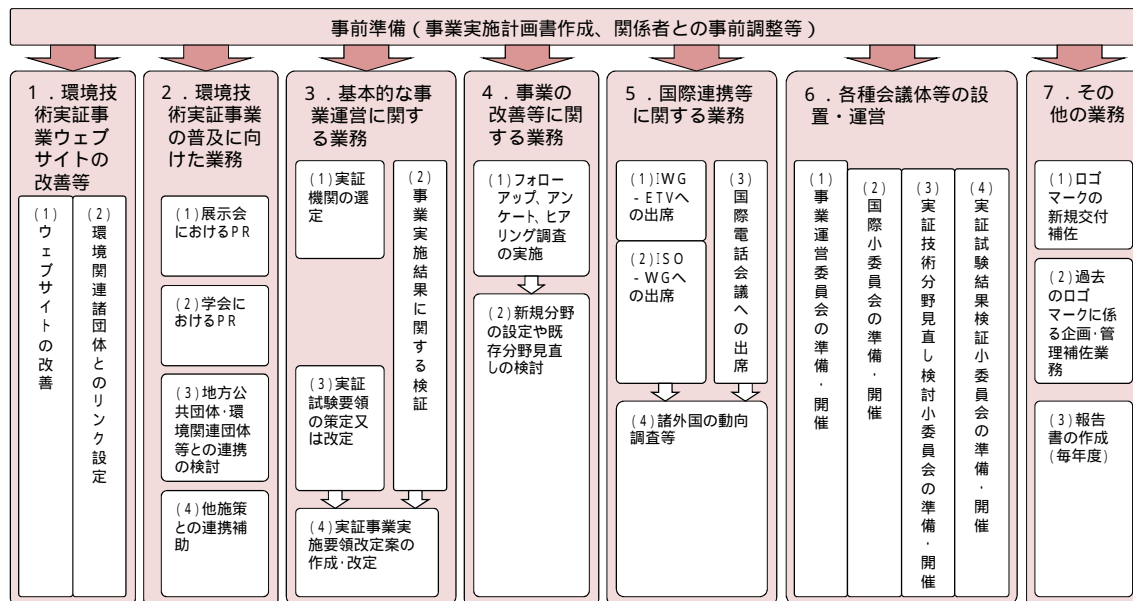 事前準備(事業実施計画書作成、関係者との事前調整等)
1．環境技
術実証事
業ウェブ
サイトの
改善等
(1)ウェブサイトの改善
(2)環境関連諸団体とのリンク設定
2．環境技
術実証事業
の普及に向
けた業務
(1)展示会
におけるPR
(2)学会に
おけるPR
(3)地方公
共団体･環
境関連団体
等との連携
の検討
(4)他施策
との連携補
助
3．基本的な事
業運営に関す
る業務
(1)実証
機関の選
定
(2)事業実施結果に関する検証
(3)実証
試験要領
の策定又
は改定
(4)実証事業実
施要領改定案の
作成･改定
4．事業の
改善等に関
する業務
(1)フォロー
アップ、アン
ケート、ヒア
リング調査
の実施
(2)新規分野
の設定や既
存分野見直
しの検討
5．国際連携等
に関する業務
(1)IWG
-ETVへ
の出席
(2)ISO
-WGへ
の出席
(3)国際電話会議への出席
(4)諸外国の動向
調査等
6．各種会議体等の設
置・運営
(1)事業運営委員会の準備･開催
(2)国際小委員会の準備･開催
(3)実証技術分野見直し検討小委員会の準備･開催
(4)実証試験結果検証小委員会の準備･開催
7．その
他の業務
(1)ロゴ
マークの
新規交付
補佐
(2)過去
のロゴ
マークに係
る企画･管
理補佐業
務
(3)報告
書の作成
(毎年度)